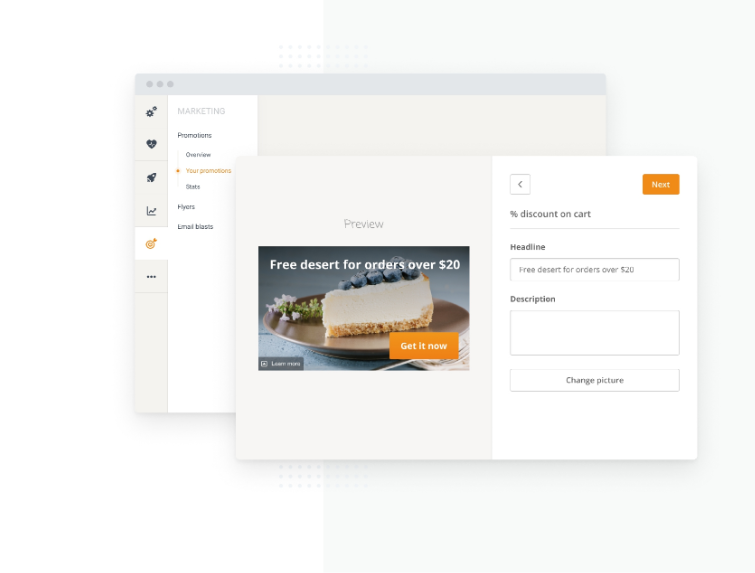 MARKETING
Promotions
Overview
Your promotions
Stats
Flyers
Email blasts
Preview
Free desert for orders over $20
Get it now
Learn more
Next
% discount on cart
Headline
Free desert for orders over $20
Description
Change picture